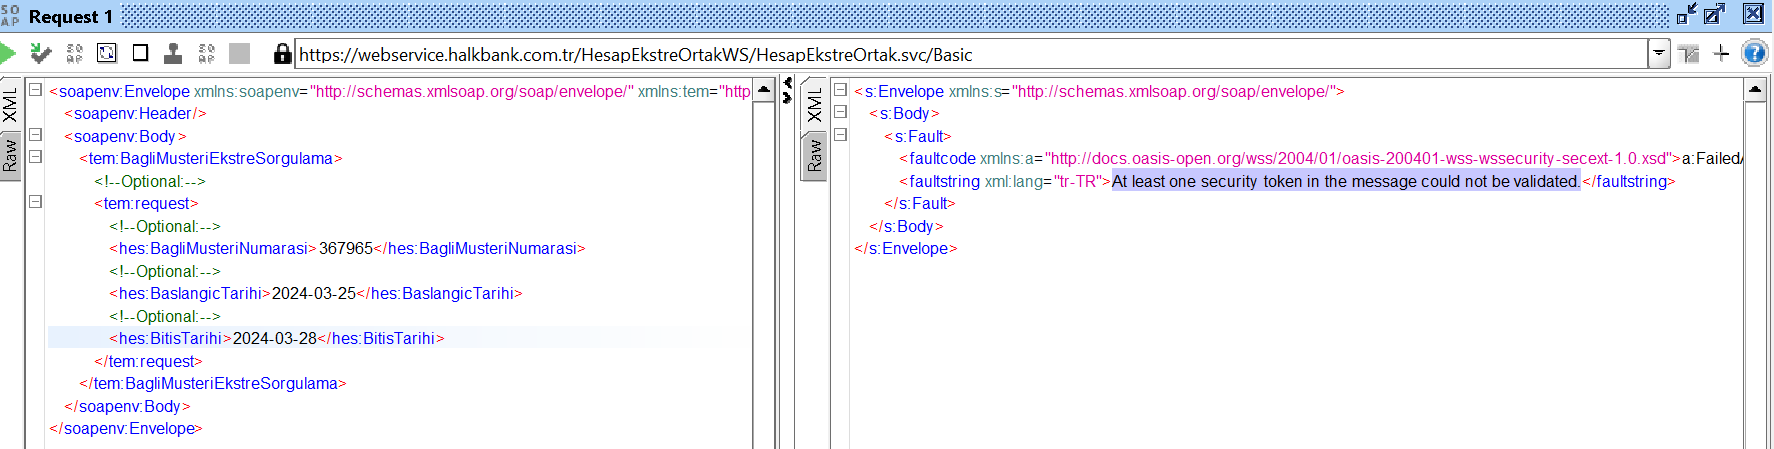 SO
AP
Request 1
SO
AP
SO
AP
https://webservice.halkbank.com.tr/HesapEkstreOrtakWS/HesapEkstreOrtak.svc/Basic
XML
Raw
<soapenv:Envelope xmlns:soapenv="http://schemas.xmlsoap.org/soap/envelope/" xmlns:tem="http
<soapenv:Header/>
<soapenv:Body>
<tem:BagliMusteriEkstreSorgulama>
<!--Optional:-->
<tem:request>
<!--Optional:-->
<hes:BagliMusteriNumarasi>367965</hes:BagliMusteriNumarasi>
<!--Optional:-->
<hes:BaslangicTarihi>2024-03-25</hes:BaslangicTarihi>
<!--Optional:-->
<hes:BitisTarihi>2024-03-28</hes:BitisTarihi>
</tem:request>
</tem:BagliMusteriEkstreSorgulama>
</soapenv:Body>
</soapenv:Envelope>
XML
Raw
<s:Envelope xmlns:s="http://schemas.xmlsoap.org/soap/envelope/">
<s:Body>
<s:Fault>
<faultcode xmlns:a="http://docs.oasis-open.org/wss/2004/01/oasis-200401-wss-wssecurity-secext-1.0.xsd">a:Failed
<faultstring xml:lang="tr-TR">At least one security token in the message could not be validated.</faultstring>
</s:Fault>
</s:Body>
</s:Envelope>